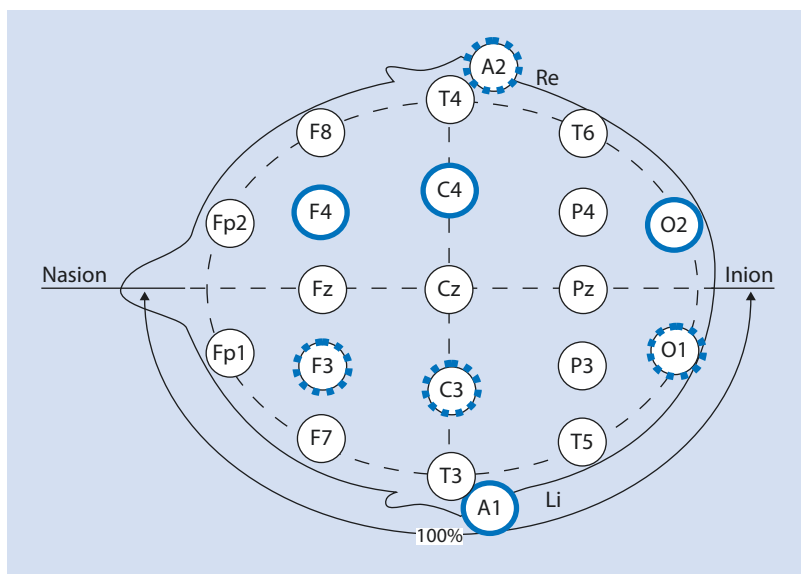 A2
Re
T4
F8
T6
C4
F4
P4
Fp2
O2
Nasion
Fz
Cz
Pz
Inion
Fp1
O1
F3
P3
C3
F7
T5
T3
A1
Li
100%